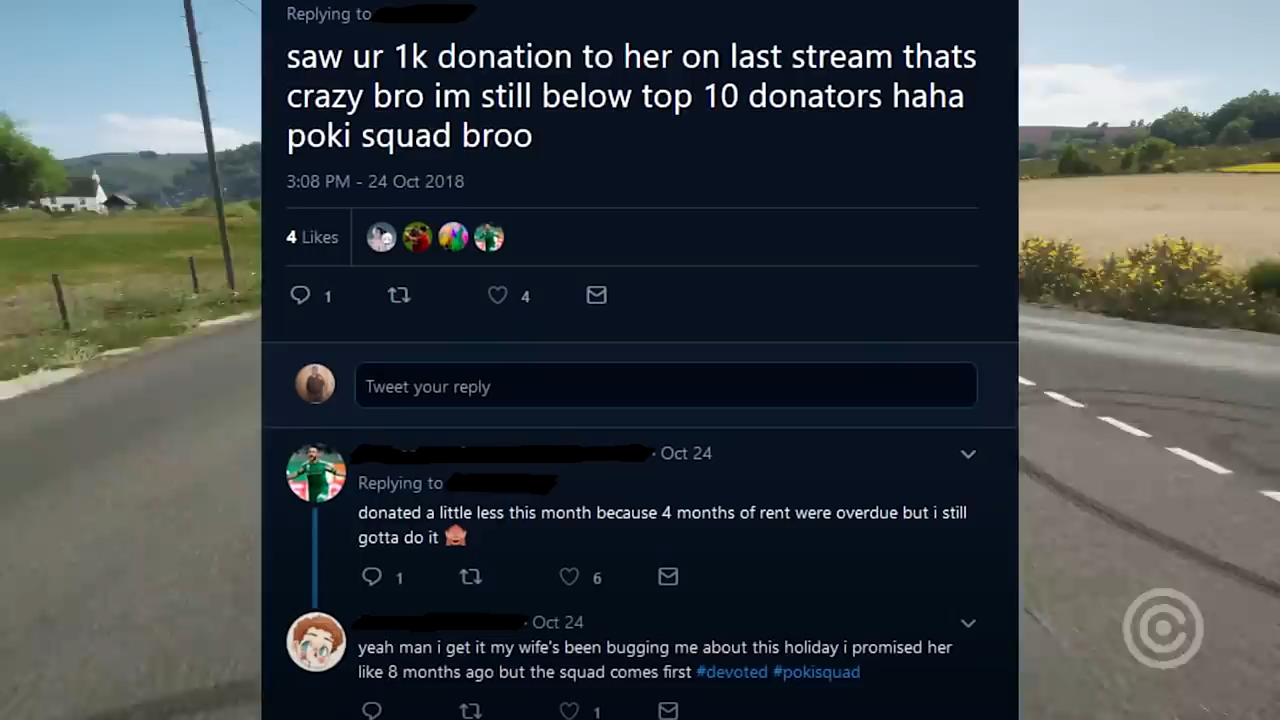 Replying to
saw ur 1k donation to her on last stream thats
crazy bro im still below top 10 donators haha
poki squad broo
3:08 PM - 24 Oct 2018
4 Likes
1 4
Tweet your reply
· Oct 24
Replying to
donated a little less this month because 4 months of rent were overdue but i still
gotta do it 🙈
1 6
· Oct 24
yeah man i get it my wife's been bugging me about this holiday i promised her
like 8 months ago but the squad comes first #devoted #pokisquad
1